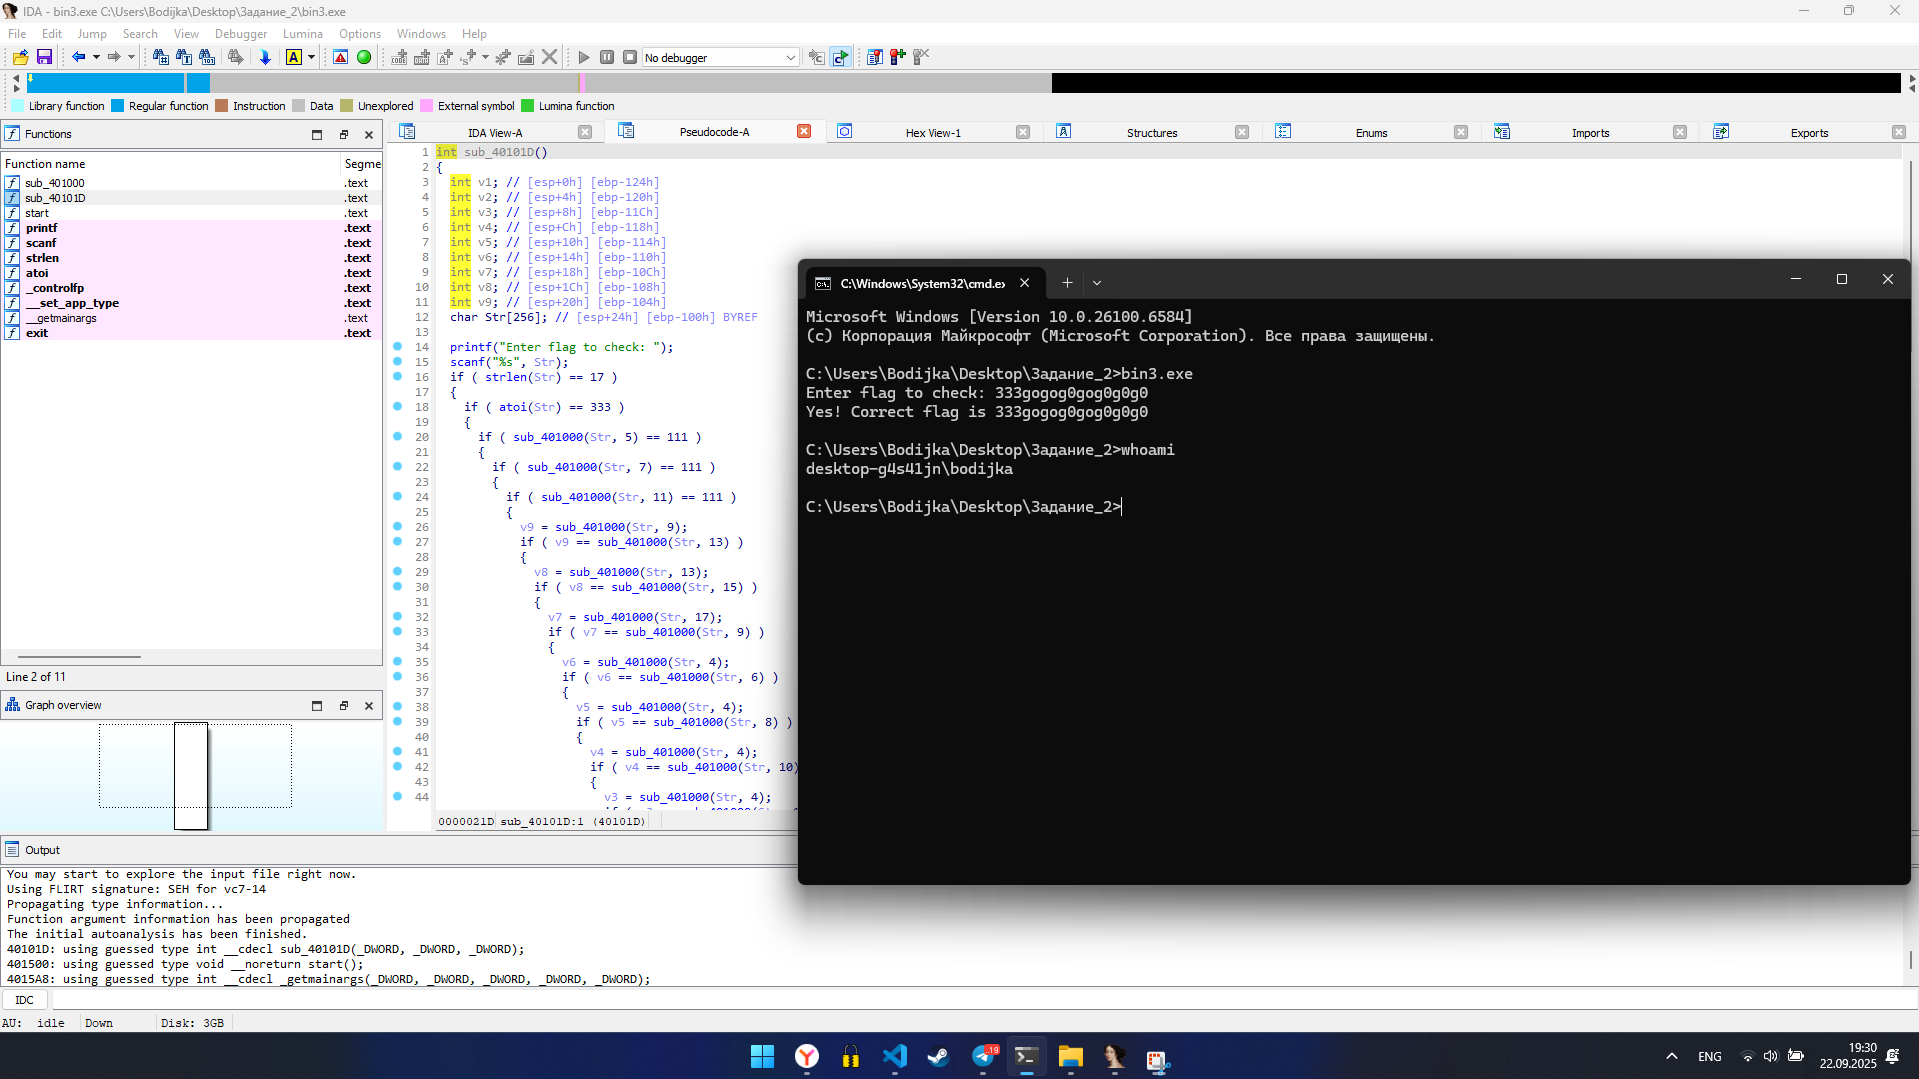 IDA - bin3.exe C:\Users\Bodijka\Desktop\Задание_2\bin3.exe
File Edit Jump Search View Debugger Lumina Options Windows Help
No debugger
Library function Regular function Instruction Data Unexplored External symbol Lumina function
Functions
Function name Segme
sub_401000 .text
sub_40101D .text
start .text
printf .text
scanf .text
strlen .text
atoi .text
_controlfp .text
__set_app_type .text
__getmainargs .text
exit .text
Line 2 of 11
Graph overview
IDA View-A Pseudocode-A Hex View-1 Structures Enums Imports Exports
1 int sub_40101D()
2 {
3 int v1; // [esp+0h] [ebp-124h]
4 int v2; // [esp+4h] [ebp-120h]
5 int v3; // [esp+8h] [ebp-11Ch]
6 int v4; // [esp+Ch] [ebp-118h]
7 int v5; // [esp+10h] [ebp-114h]
8 int v6; // [esp+14h] [ebp-110h]
9 int v7; // [esp+18h] [ebp-10Ch]
10 int v8; // [esp+1Ch] [ebp-108h]
11 int v9; // [esp+20h] [ebp-104h]
12 char Str[256]; // [esp+24h] [ebp-100h] BYREF
13
14 printf("Enter flag to check: ");
15 scanf("%s", Str);
16 if ( strlen(Str) == 17 )
17 {
18 if ( atoi(Str) == 333 )
19 {
20 if ( sub_401000(Str, 5) == 111 )
21 {
22 if ( sub_401000(Str, 7) == 111 )
23 {
24 if ( sub_401000(Str, 11) == 111 )
25 {
26 v9 = sub_401000(Str, 9);
27 if ( v9 == sub_401000(Str, 13) )
28 {
29 v8 = sub_401000(Str, 13);
30 if ( v8 == sub_401000(Str, 15) )
31 {
32 v7 = sub_401000(Str, 17);
33 if ( v7 == sub_401000(Str, 9) )
34 {
35 v6 = sub_401000(Str, 4);
36 if ( v6 == sub_401000(Str, 6) )
37 {
38 v5 = sub_401000(Str, 4);
39 if ( v5 == sub_401000(Str, 8) )
40 {
41 v4 = sub_401000(Str, 4);
42 if ( v4 == sub_401000(Str, 10)
43 {
44 v3 = sub_401000(Str, 4);
0000021D sub_40101D:1 (40101D)
C:\Windows\System32\cmd.ex
Microsoft Windows [Version 10.0.26100.6584]
(c) Корпорация Майкрософт (Microsoft Corporation). Все права защищены.
C:\Users\Bodijka\Desktop\Задание_2>bin3.exe
Enter flag to check: 333gogog0gog0g0g0
Yes! Correct flag is 333gogog0gog0g0g0
C:\Users\Bodijka\Desktop\Задание_2>whoami
desktop-g4s41jn\bodijka
C:\Users\Bodijka\Desktop\Задание_2>
Output
You may start to explore the input file right now.
Using FLIRT signature: SEH for vc7-14
Propagating type information...
Function argument information has been propagated
The initial autoanalysis has been finished.
40101D: using guessed type int __cdecl sub_40101D(_DWORD, _DWORD, _DWORD);
401500: using guessed type void __noreturn start();
4015A8: using guessed type int __cdecl _getmainargs(_DWORD, _DWORD, _DWORD, _DWORD, _DWORD);
IDC
AU: idle Down Disk: 3GB
19
ENG
19:30
22.09.2025